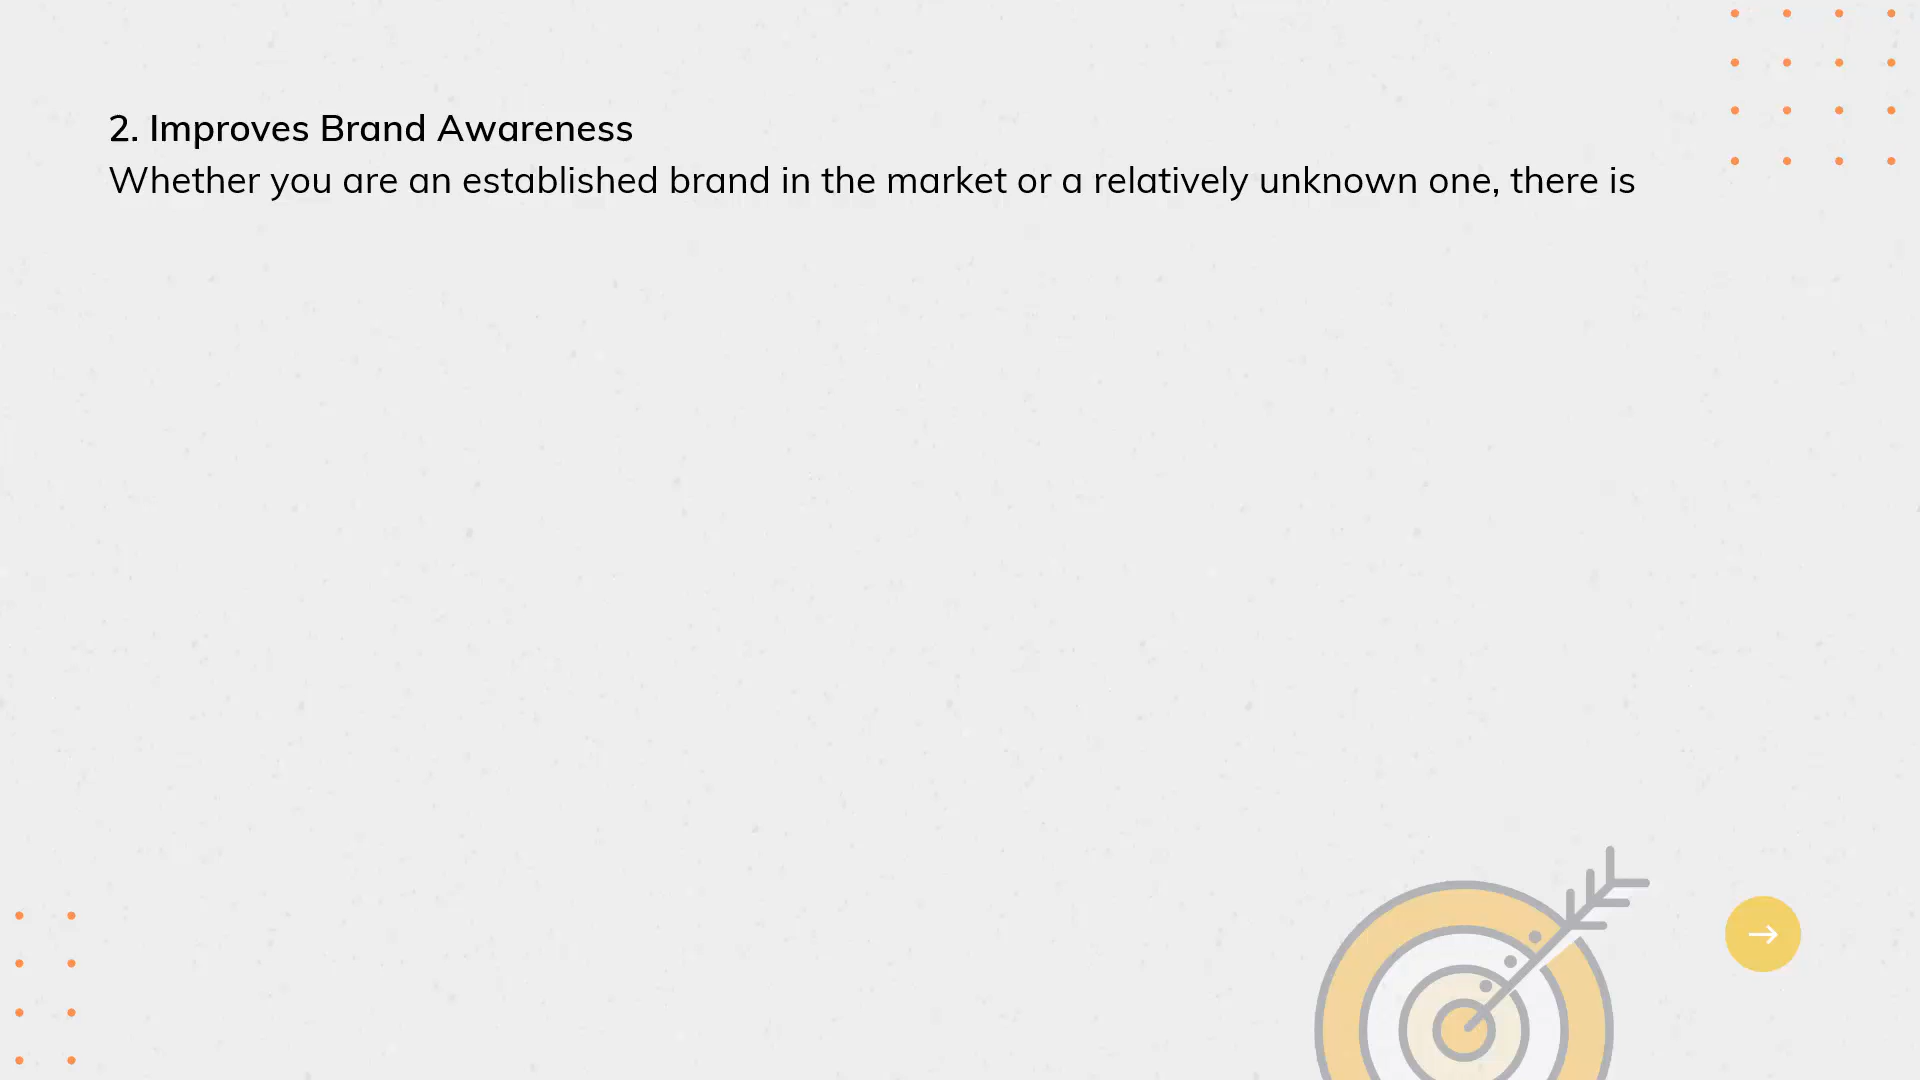 2. Improves Brand Awareness
Whether you are an established brand in the market or a relatively unknown one, there is